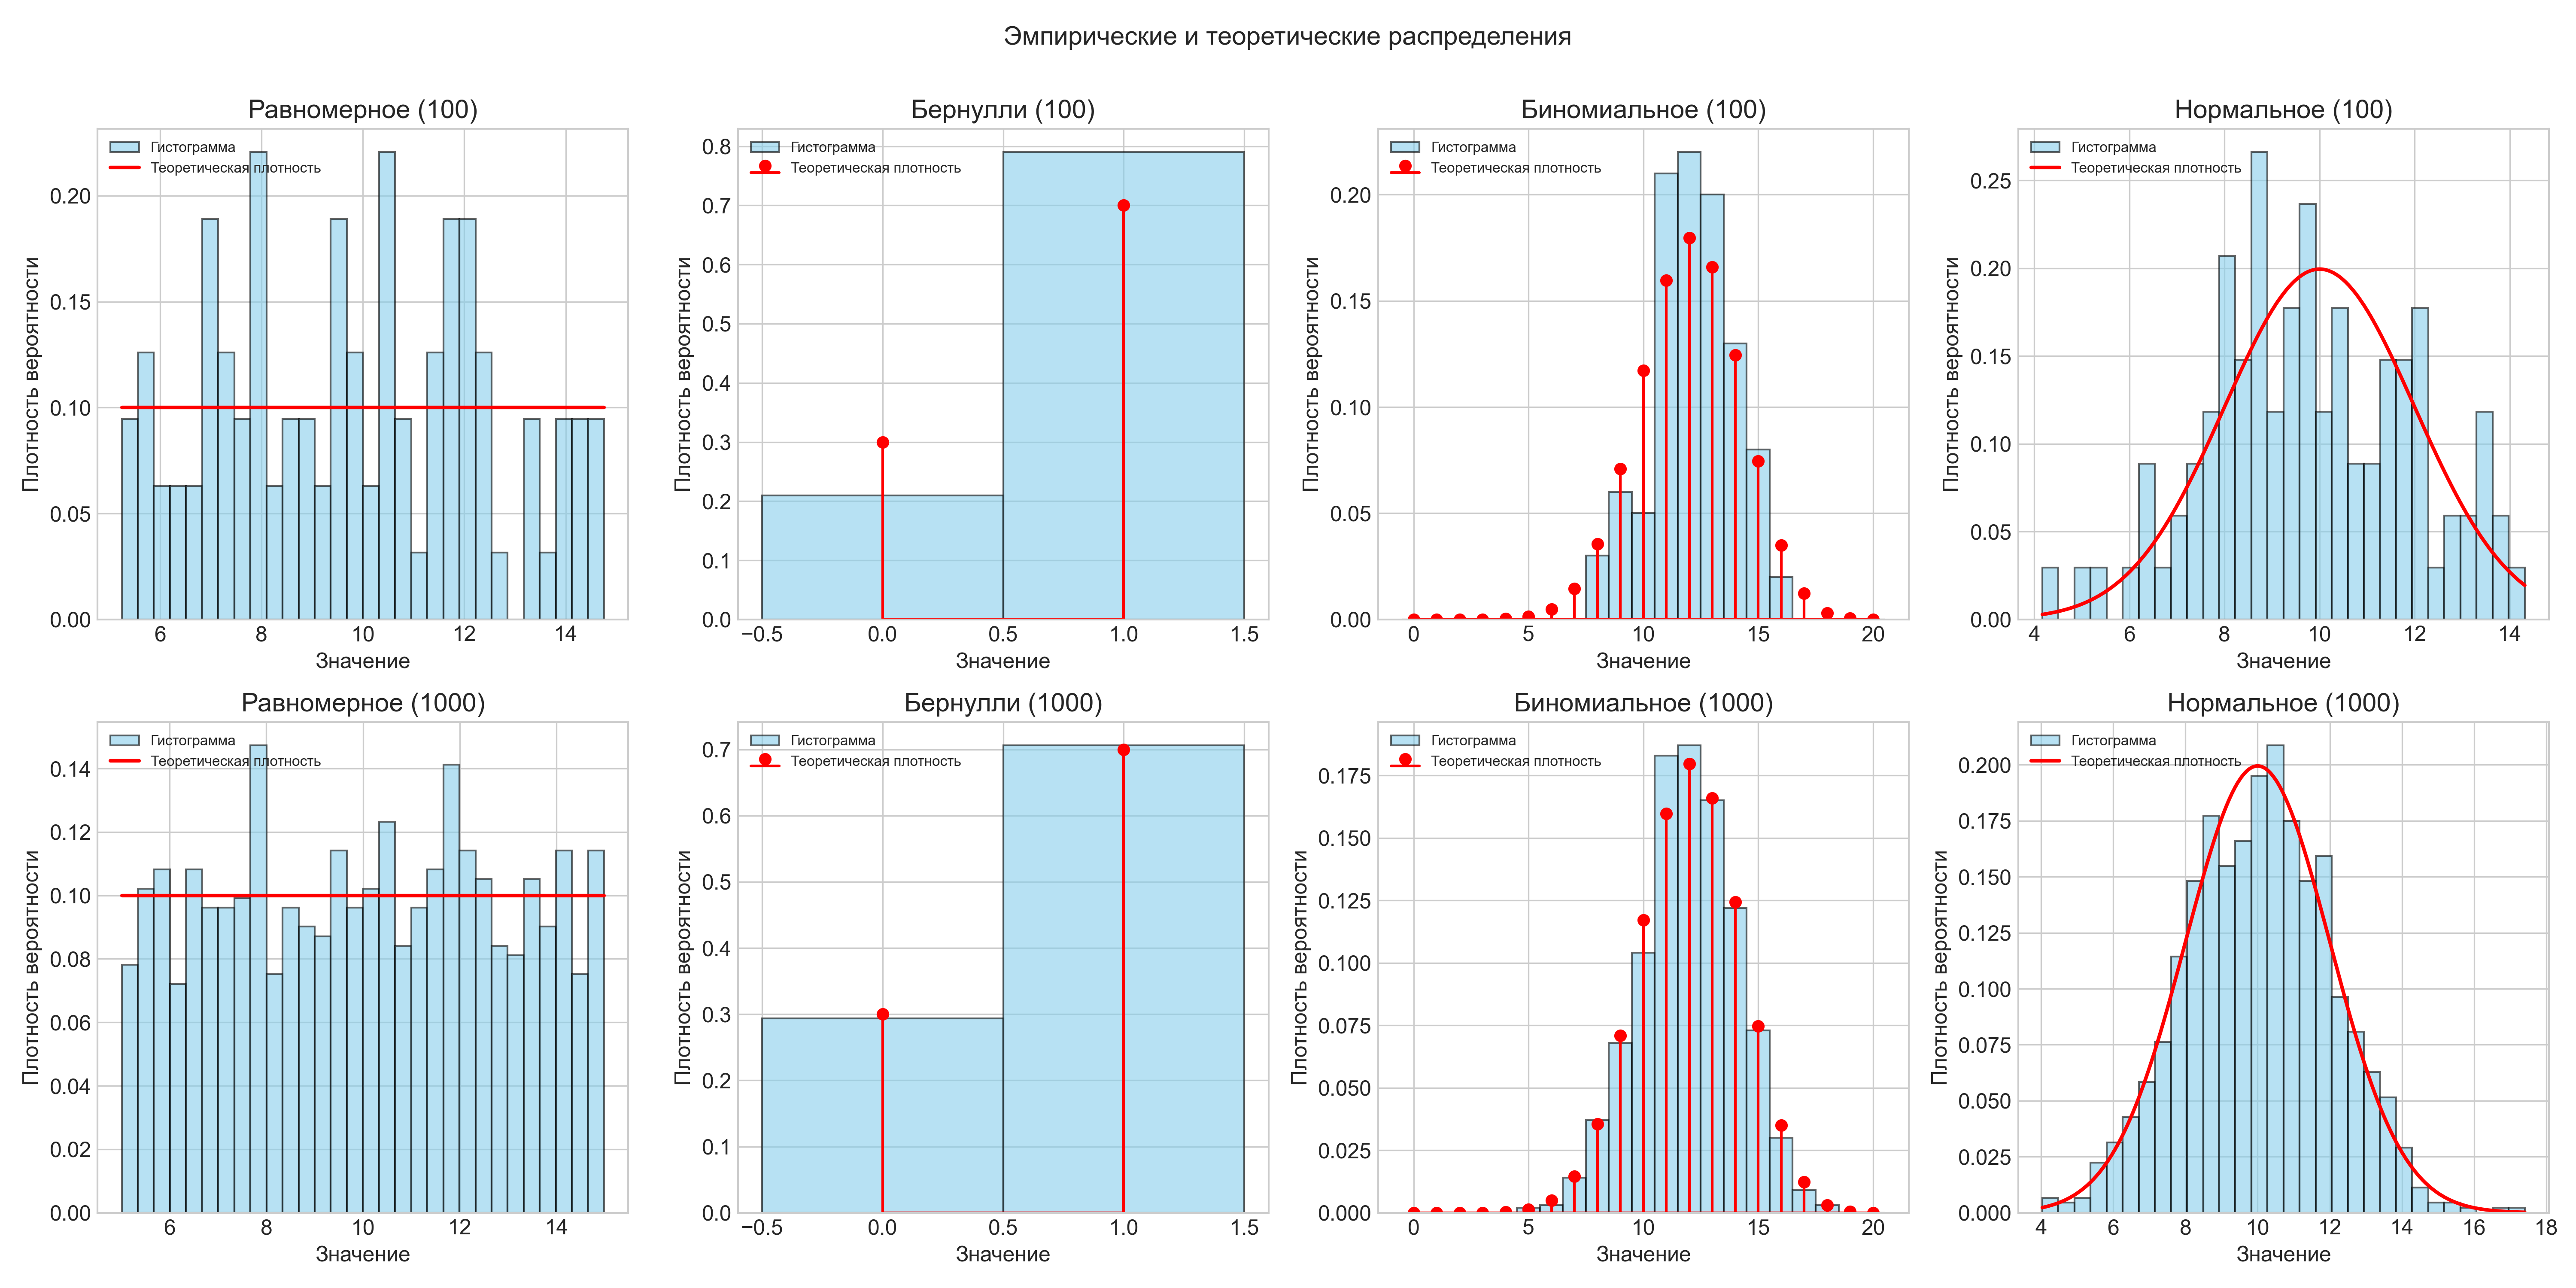 Эмпирические и теоретические распределения
Равномерное (100)
Гистограмма
Теоретическая плотность
Плотность вероятности
0.20
0.15
0.10
0.05
0.00
6 8 10 12 14
Значение
Бернулли (100)
Гистограмма
Теоретическая плотность
Плотность вероятности
0.8
0.7
0.6
0.5
0.4
0.3
0.2
0.1
0.0
−0.5 0.0 0.5 1.0 1.5
Значение
Биномиальное (100)
Гистограмма
Теоретическая плотность
Плотность вероятности
0.20
0.15
0.10
0.05
0.00
0 5 10 15 20
Значение
Нормальное (100)
Гистограмма
Теоретическая плотность
Плотность вероятности
0.25
0.20
0.15
0.10
0.05
0.00
4 6 8 10 12 14
Значение
Равномерное (1000)
Гистограмма
Теоретическая плотность
Плотность вероятности
0.14
0.12
0.10
0.08
0.06
0.04
0.02
0.00
6 8 10 12 14
Значение
Бернулли (1000)
Гистограмма
Теоретическая плотность
Плотность вероятности
0.7
0.6
0.5
0.4
0.3
0.2
0.1
0.0
−0.5 0.0 0.5 1.0 1.5
Значение
Биномиальное (1000)
Гистограмма
Теоретическая плотность
Плотность вероятности
0.175
0.150
0.125
0.100
0.075
0.050
0.025
0.000
0 5 10 15 20
Значение
Нормальное (1000)
Гистограмма
Теоретическая плотность
Плотность вероятности
0.200
0.175
0.150
0.125
0.100
0.075
0.050
0.025
0.000
4 6 8 10 12 14 16 18
Значение